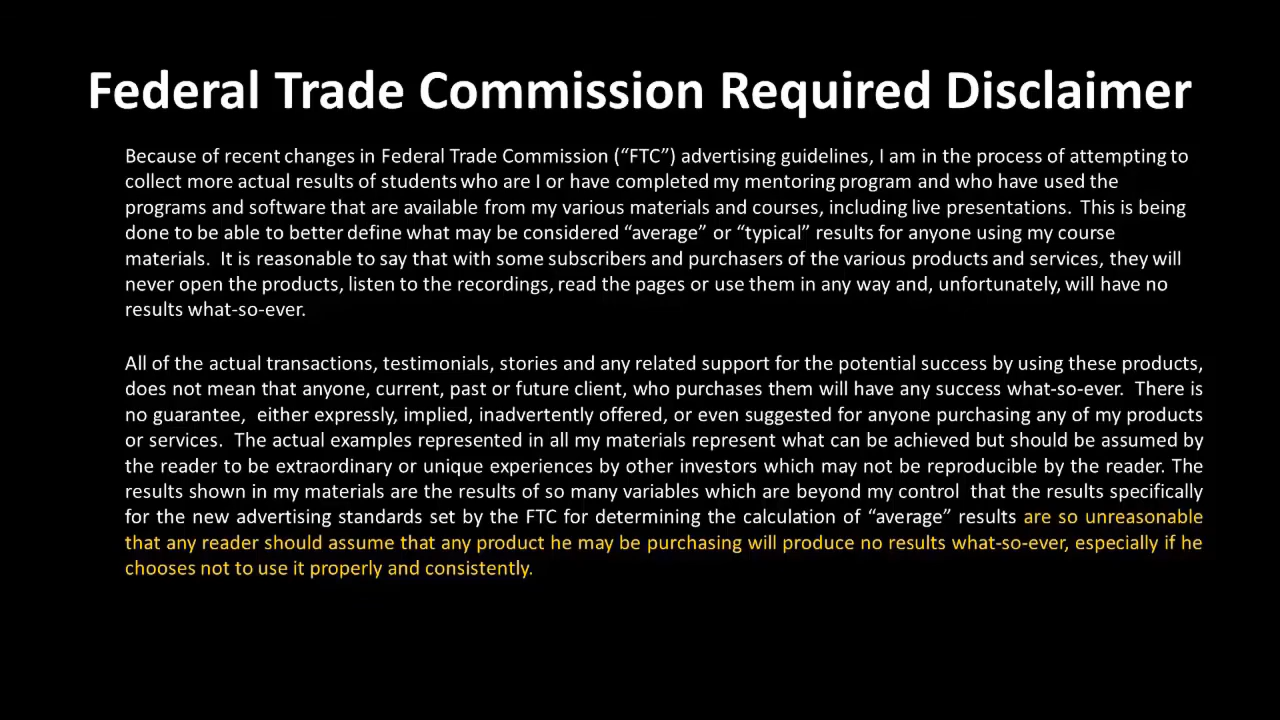 Federal Trade Commission Required Disclaimer
Because of recent changes in Federal Trade Commission (“FTC”) advertising guidelines, I am in the process of attempting to
collect more actual results of students who are I or have completed my mentoring program and who have used the
programs and software that are available from my various materials and courses, including live presentations.  This is being
done to be able to better define what may be considered “average” or “typical” results for anyone using my course
materials.  It is reasonable to say that with some subscribers and purchasers of the various products and services, they will
never open the products, listen to the recordings, read the pages or use them in any way and, unfortunately, will have no
results what-so-ever.
All of the actual transactions, testimonials, stories and any related support for the potential success by using these products,
does not mean that anyone, current, past or future client, who purchases them will have any success what-so-ever.  There is
no guarantee,  either expressly, implied, inadvertently offered, or even suggested for anyone purchasing any of my products
or services.  The actual examples represented in all my materials represent what can be achieved but should be assumed by
the reader to be extraordinary or unique experiences by other investors which may not be reproducible by the reader. The
results shown in my materials are the results of so many variables which are beyond my control  that the results specifically
for the new advertising standards set by the FTC for determining the calculation of “average” results are so unreasonable
that any reader should assume that any product he may be purchasing will produce no results what-so-ever, especially if he
chooses not to use it properly and consistently.